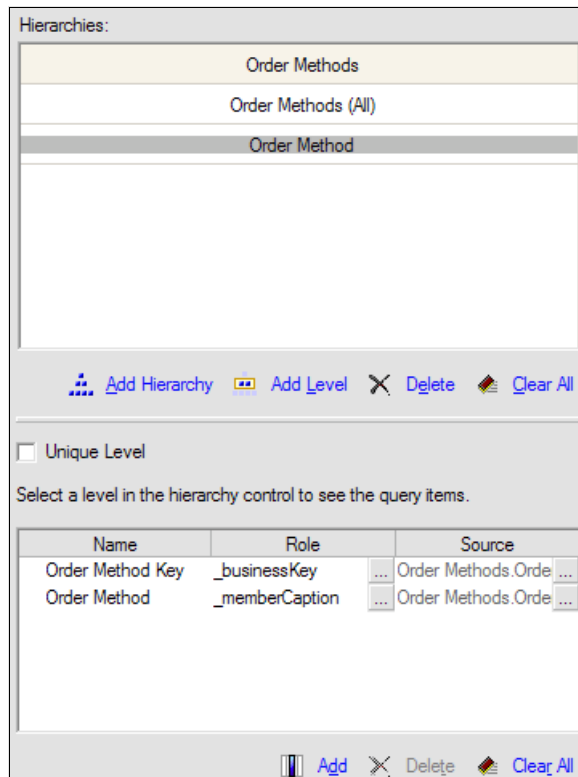 Hierarchies:
Order Methods
Order Methods (All)
Order Method
Add Hierarchy Add Level Delete Clear All
Unique Level
Select a level in the hierarchy control to see the query items.
Name Role Source
Order Method Key _businessKey ... Order Methods.Orde ...
Order Method _memberCaption ... Order Methods.Orde ...
Add Delete Clear All